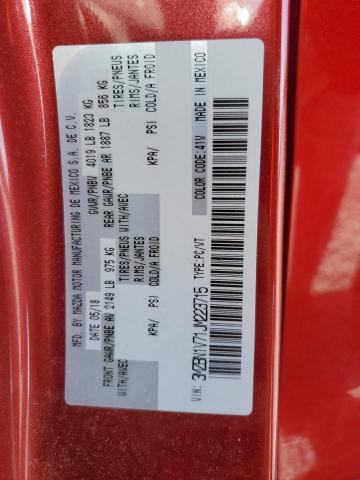 MFD. BY MAZDA MOTOR MANUFACTURING DE MEXICO S.A. DE C.V.
DATE 05/18 GVWR/PNBV 4019 LB 1823 KG
FRONT GAWR/PNBE AV 2149 LB 975 KG REAR GAWR/PNBE AR 1887 LB 856 KG
WITH/AVEC TIRES/PNEUS WITH/AVEC TIRES/PNEUS
RIMS/JANTES RIMS/JANTES
KPA/ PSI COLD/A FROID KPA/ PSI COLD/A FROID
VIN: 3MZBN1V71JM223715 TYPE:PC/VT COLOR CODE:41V MADE IN MEXICO